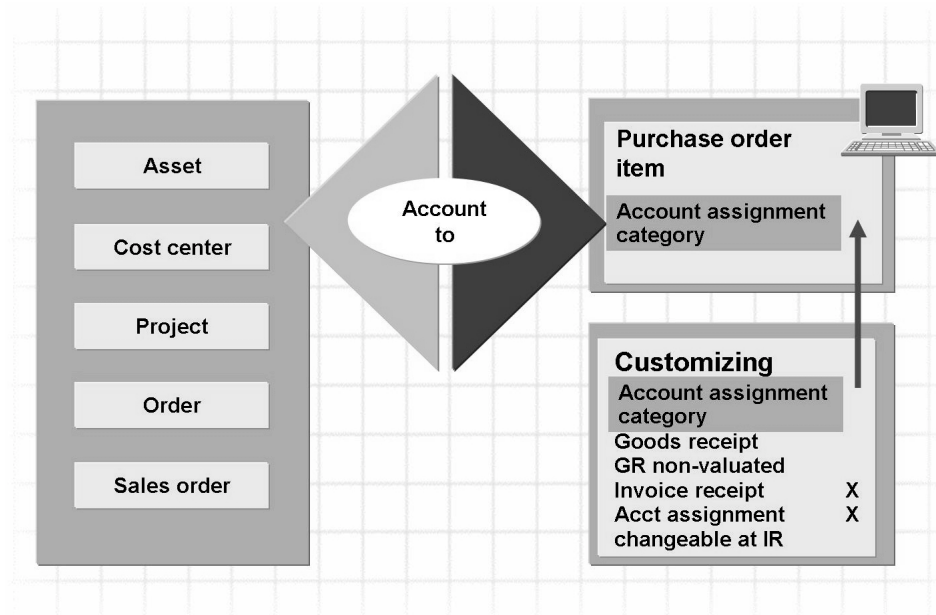 Asset
Cost center
Project
Order
Sales order
Account
to
Purchase order
item
Account assignment
category
Customizing
Account assignment
category
Goods receipt
GR non-valuated
Invoice receipt X
Acct assignment X
changeable at IR